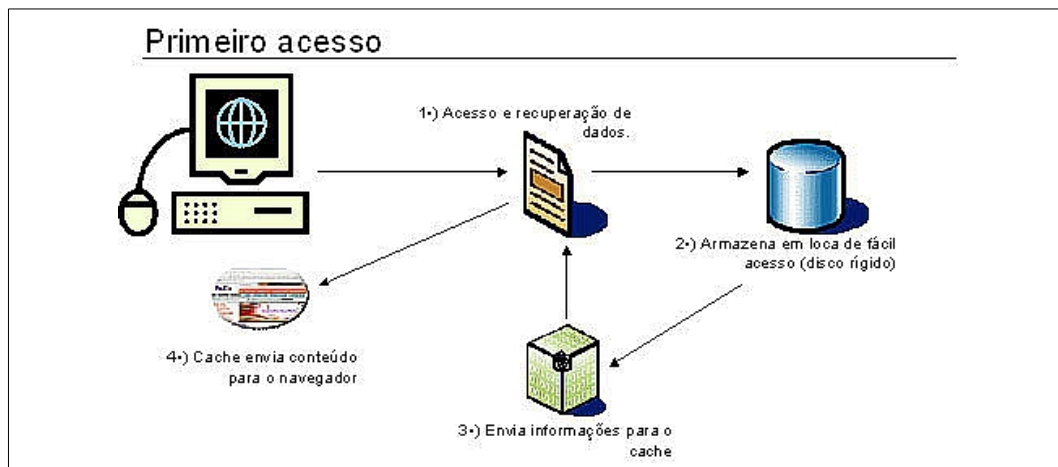 Primeiro acesso
1•) Acesso e recuperação de
dados.
2•) Armazena em loca de fácil
acesso (disco rígido)
3•) Envia informações para o
cache
4•) Cache envia conteúdo
para o navegador